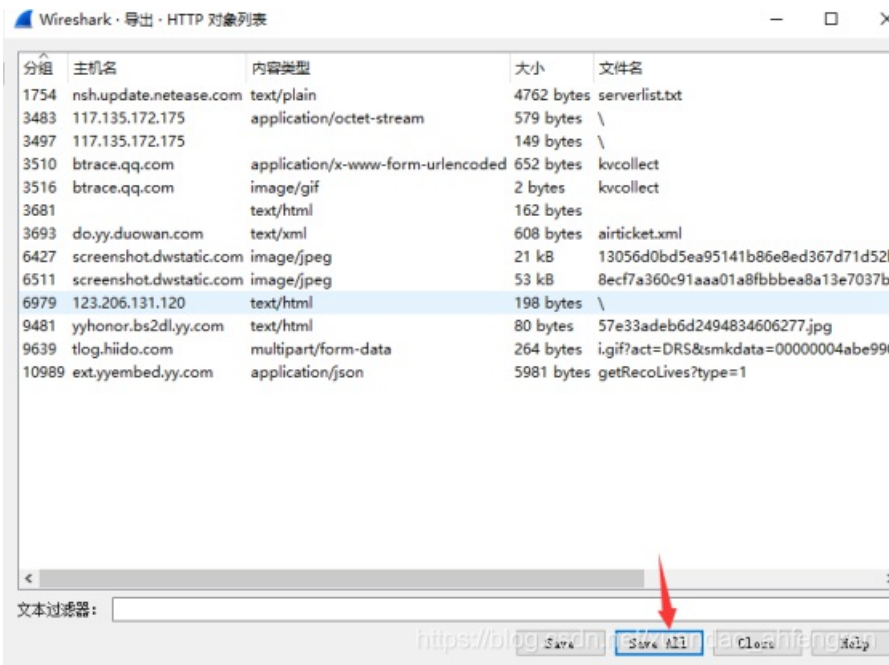 Wireshark · 导出 · HTTP 对象列表
分组 主机名 内容类型 大小 文件名
1754 nsh.update.netease.com text/plain 4762 bytes serverlist.txt
3483 117.135.172.175 application/octet-stream 579 bytes \
3497 117.135.172.175 149 bytes \
3510 btrace.qq.com application/x-www-form-urlencoded 652 bytes kvcollect
3516 btrace.qq.com image/gif 2 bytes kvcollect
3681 text/html 162 bytes
3693 do.yy.duowan.com text/xml 608 bytes airticket.xml
6427 screenshot.dwstatic.com image/jpeg 21 kB 13056d0bd5ea95141b86e8ed367d71d52
6511 screenshot.dwstatic.com image/jpeg 53 kB 8ecf7a360c91aaa01a8fbbbea8a13e7037b
6979 123.206.131.120 text/html 198 bytes \
9481 yyhonor.bs2dl.yy.com text/html 80 bytes 57e33adeb6d2494834606277.jpg
9639 tlog.hiido.com multipart/form-data 264 bytes i.gif?act=DRS&smkdata=00000004abe99
10989 ext.yyembed.yy.com application/json 5981 bytes getRecoLives?type=1
文本过滤器:
Save Save All Close Help